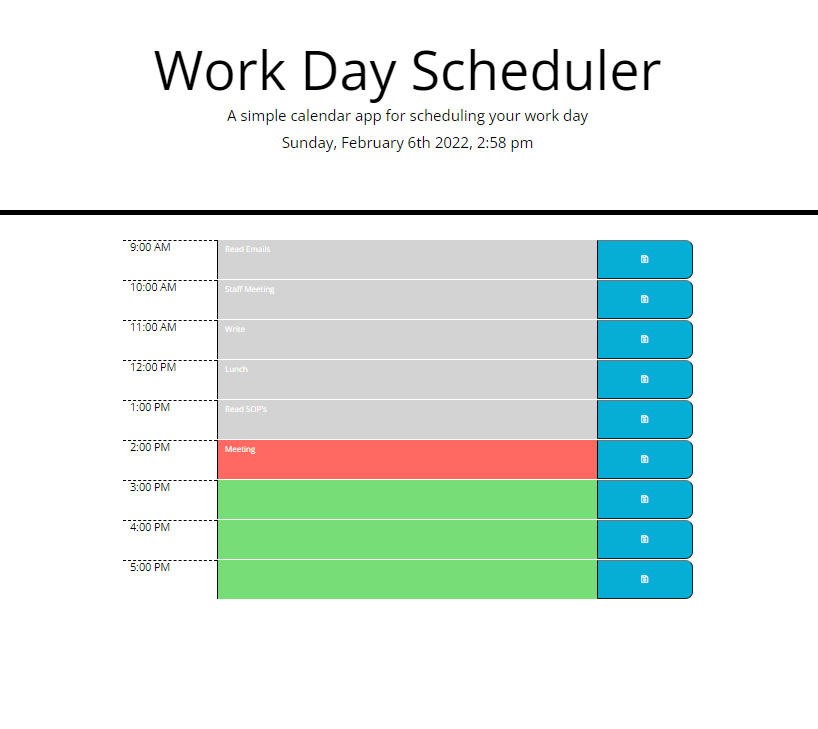 Work Day Scheduler
A simple calendar app for scheduling your work day
Sunday, February 6th 2022, 2:58 pm
9:00 AM Read Emails
10:00 AM Staff Meeting
11:00 AM Write
12:00 PM Lunch
1:00 PM Read SOP's
2:00 PM Meeting
3:00 PM
4:00 PM
5:00 PM